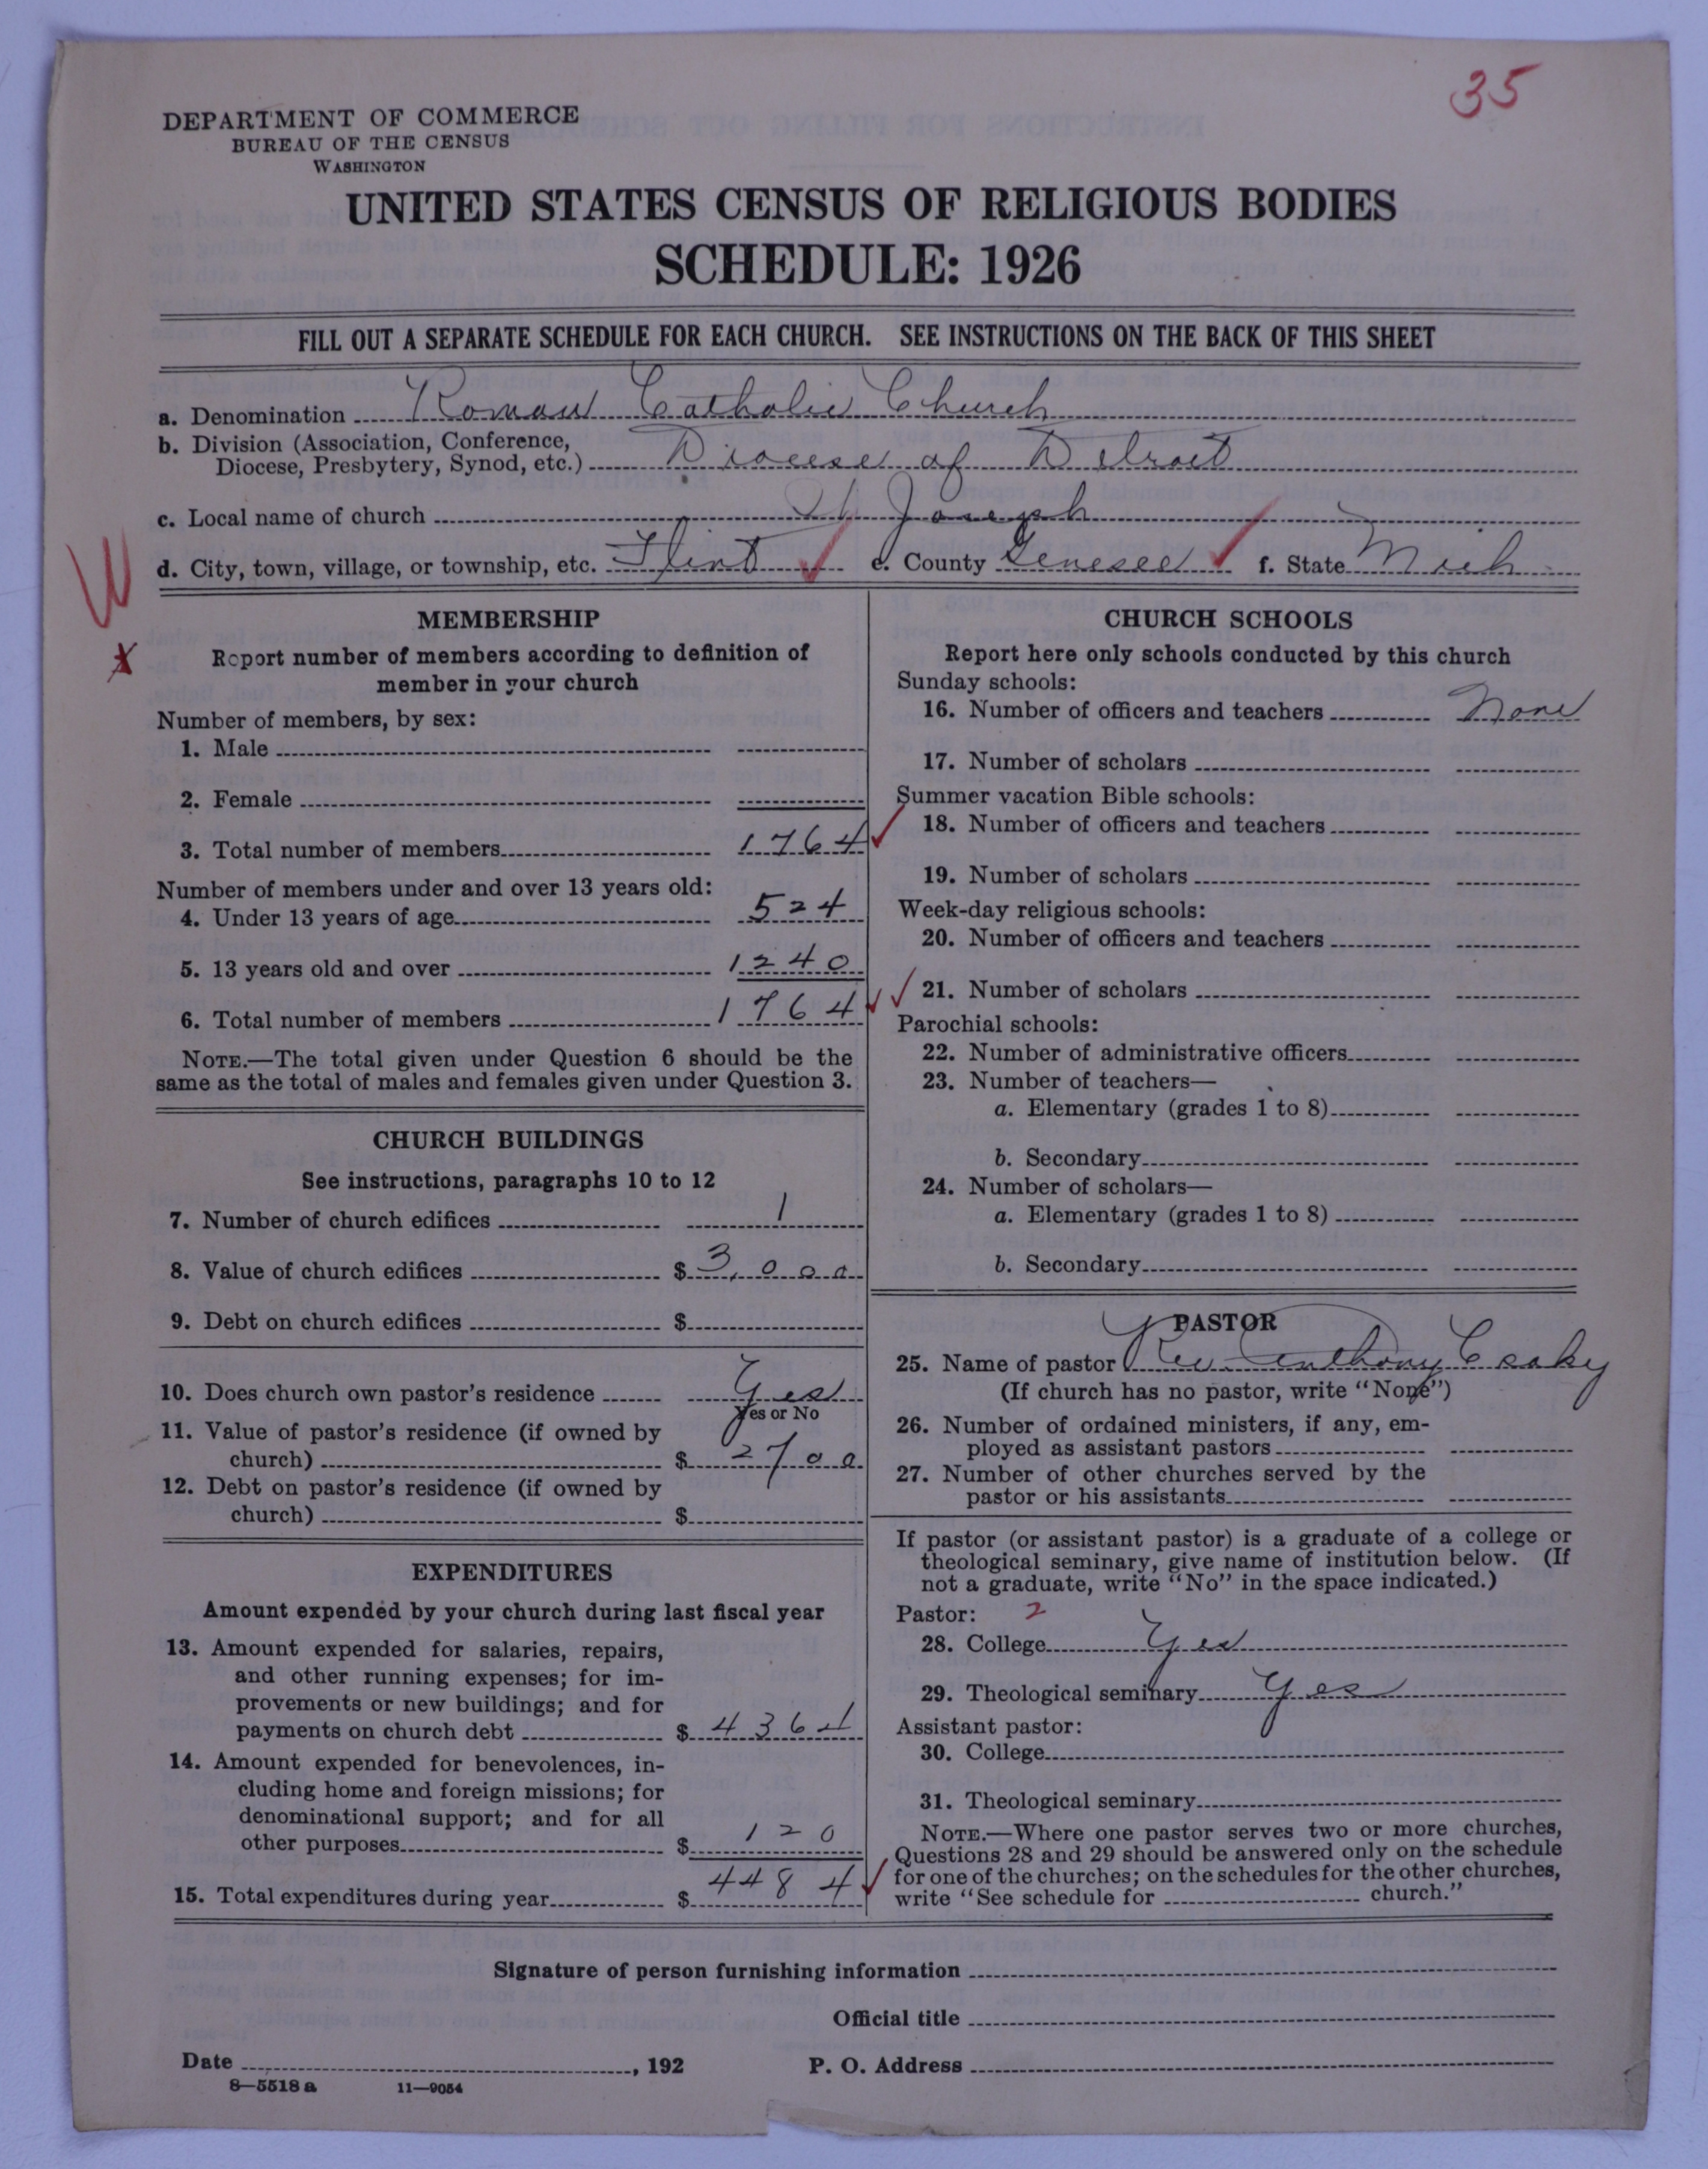 35
DEPARTMENT OF COMMERCE
BUREAU OF THE CENSUS
WASHINGTON
UNITED STATES CENSUS OF RELIGIOUS BODIES
SCHEDULE: 1926
FILL OUT A SEPARATE SCHEDULE FOR EACH CHURCH. SEE INSTRUCTIONS ON THE BACK OF THIS SHEET
a. Denomination Roman Catholic Church
b. Division (Association, Conference,
Diocese, Presbytery, Synod, etc.) Diocese of Detroit
c. Local name of church St Joseph
d. City, town, village, or township, etc. Flint e. County Genesee f. State Mich
W
X
MEMBERSHIP
Report number of members according to definition of
member in your church
Number of members, by sex:
1. Male
2. Female
3. Total number of members 1764
Number of members under and over 13 years old:
4. Under 13 years of age 524
5. 13 years old and over 1240
6. Total number of members 1764
NOTE.—The total given under Question 6 should be the
same as the total of males and females given under Question 3.
CHURCH BUILDINGS
See instructions, paragraphs 10 to 12
7. Number of church edifices 1
8. Value of church edifices $ 3,000
9. Debt on church edifices $
10. Does church own pastor's residence Yes
Yes or No
11. Value of pastor's residence (if owned by
church) $ 2700
12. Debt on pastor's residence (if owned by
church) $
EXPENDITURES
Amount expended by your church during last fiscal year
13. Amount expended for salaries, repairs,
and other running expenses; for im-
provements or new buildings; and for
payments on church debt $ 4364
14. Amount expended for benevolences, in-
cluding home and foreign missions; for
denominational support; and for all
other purposes $ 120
15. Total expenditures during year $ 4484
CHURCH SCHOOLS
Report here only schools conducted by this church
Sunday schools:
16. Number of officers and teachers None
17. Number of scholars
Summer vacation Bible schools:
18. Number of officers and teachers
19. Number of scholars
Week-day religious schools:
20. Number of officers and teachers
21. Number of scholars
Parochial schools:
22. Number of administrative officers
23. Number of teachers—
a. Elementary (grades 1 to 8)
b. Secondary
24. Number of scholars—
a. Elementary (grades 1 to 8)
b. Secondary
PASTOR
25. Name of pastor Rev. Anthony Csaky
(If church has no pastor, write "None")
26. Number of ordained ministers, if any, em-
ployed as assistant pastors
27. Number of other churches served by the
pastor or his assistants
If pastor (or assistant pastor) is a graduate of a college or
theological seminary, give name of institution below. (If
not a graduate, write "No" in the space indicated.)
Pastor: 2
28. College Yes
29. Theological seminary Yes
Assistant pastor:
30. College
31. Theological seminary
NOTE.—Where one pastor serves two or more churches,
Questions 28 and 29 should be answered only on the schedule
for one of the churches; on the schedules for the other churches,
write "See schedule for church."
Signature of person furnishing information
Official title
Date , 192 P. O. Address
8—5518 a 11—9054